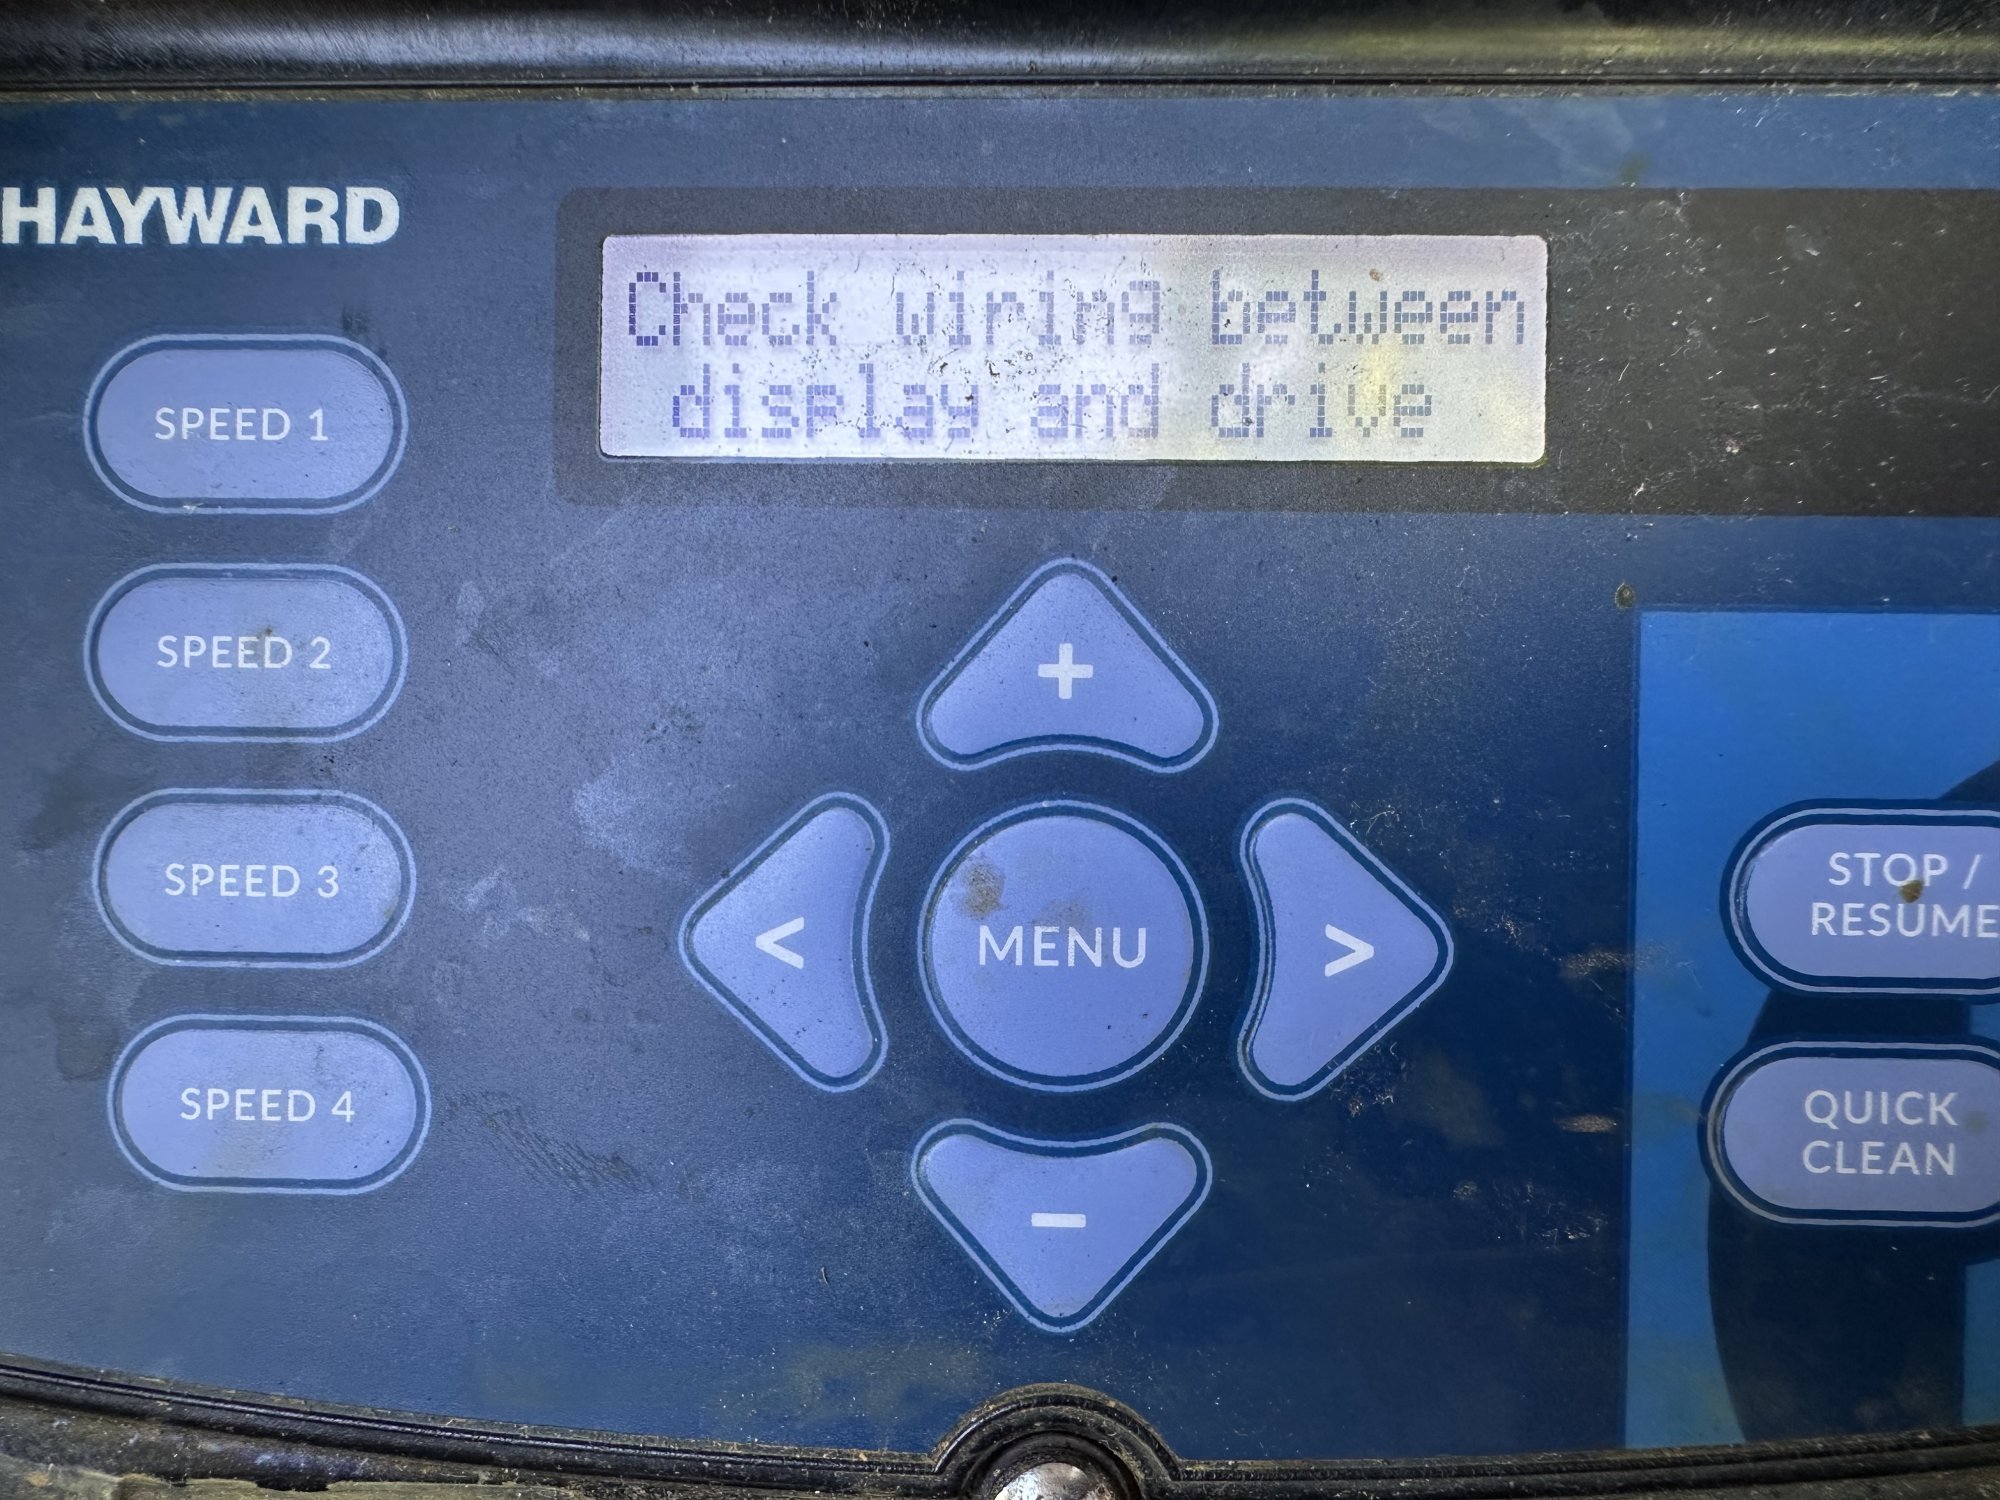 HAYWARD
Check wiring between
display and drive
SPEED 1
SPEED 2
SPEED 3
SPEED 4
+
<
MENU
>
-
STOP /
RESUME
QUICK
CLEAN